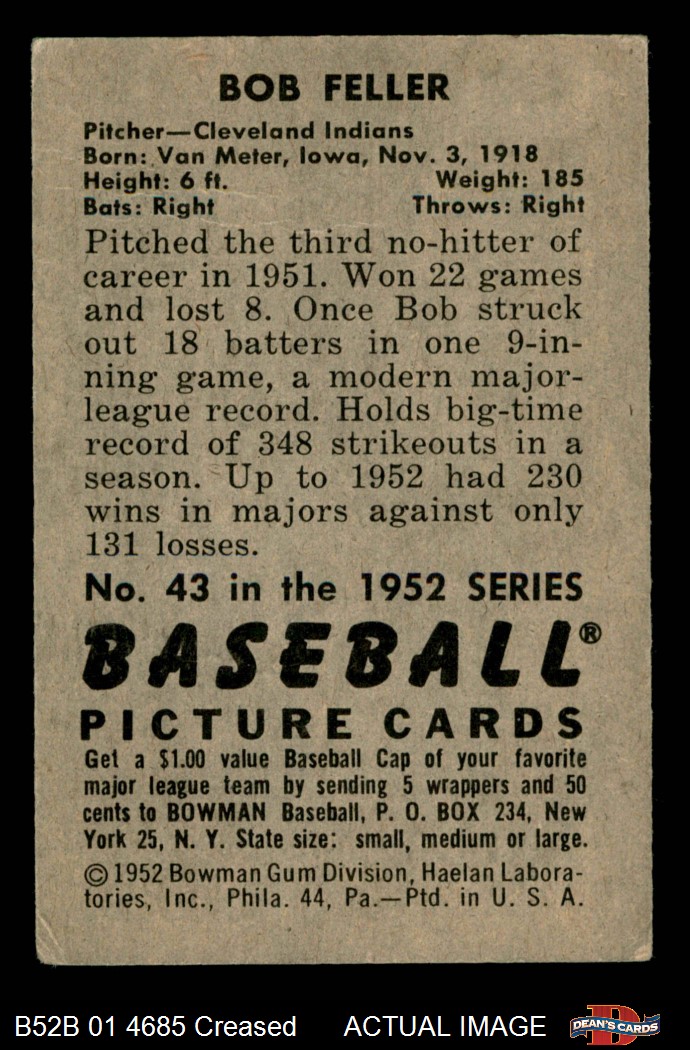 BOB FELLER
Pitcher—Cleveland Indians
Born: Van Meter, Iowa, Nov. 3, 1918
Height: 6 ft. Weight: 185
Bats: Right Throws: Right
Pitched the third no-hitter of
career in 1951. Won 22 games
and lost 8. Once Bob struck
out 18 batters in one 9-in-
ning game, a modern major-
league record. Holds big-time
record of 348 strikeouts in a
season. Up to 1952 had 230
wins in majors against only
131 losses.
No. 43 in the 1952 SERIES
BASEBALL®
PICTURE CARDS
Get a $1.00 value Baseball Cap of your favorite
major league team by sending 5 wrappers and 50
cents to BOWMAN Baseball, P. O. BOX 234, New
York 25, N. Y. State size: small, medium or large.
© 1952 Bowman Gum Division, Haelan Labora-
tories, Inc., Phila. 44, Pa.—Ptd. in U. S. A.
B52B 01 4685 Creased ACTUAL IMAGE
D
DEAN'S CARDS